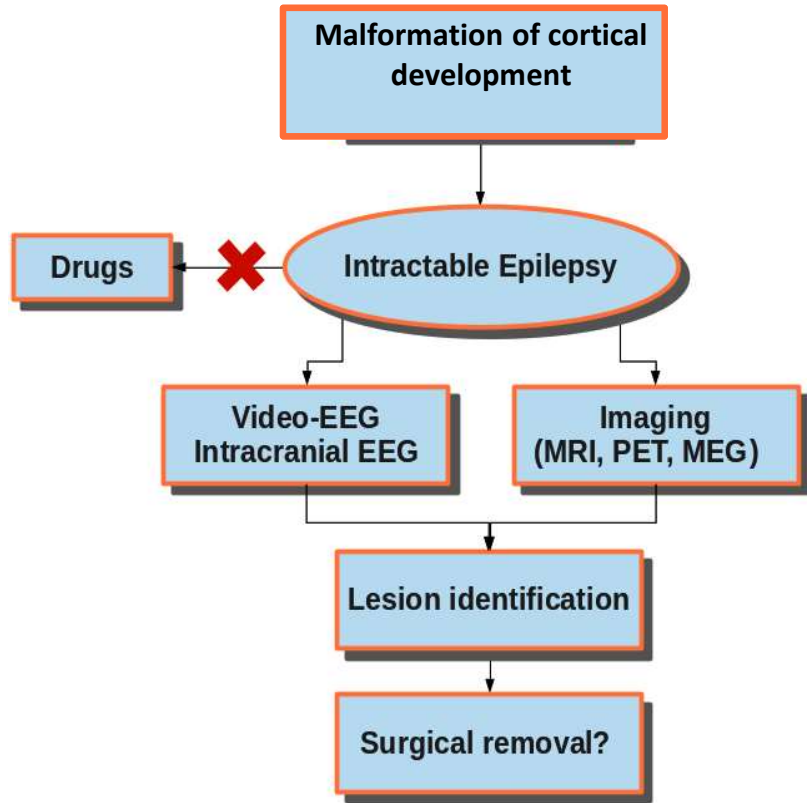 Malformation of cortical
development
Drugs
Intractable Epilepsy
Video-EEG
Intracranial EEG
Imaging
(MRI, PET, MEG)
Lesion identification
Surgical removal?